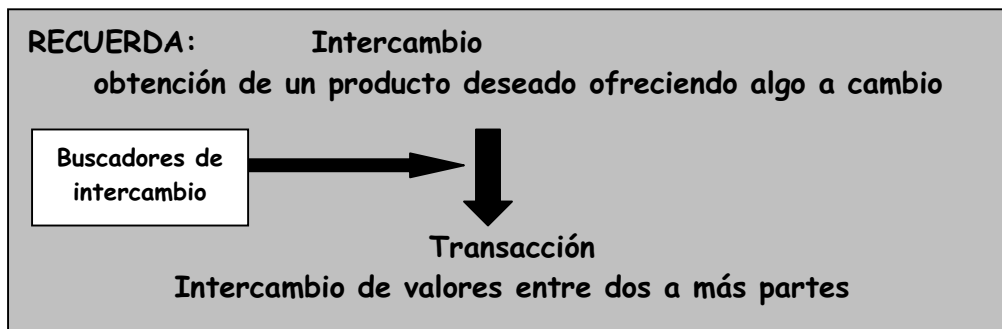 RECUERDA: Intercambio
obtención de un producto deseado ofreciendo algo a cambio
Buscadores de
intercambio
Transacción
Intercambio de valores entre dos a más partes